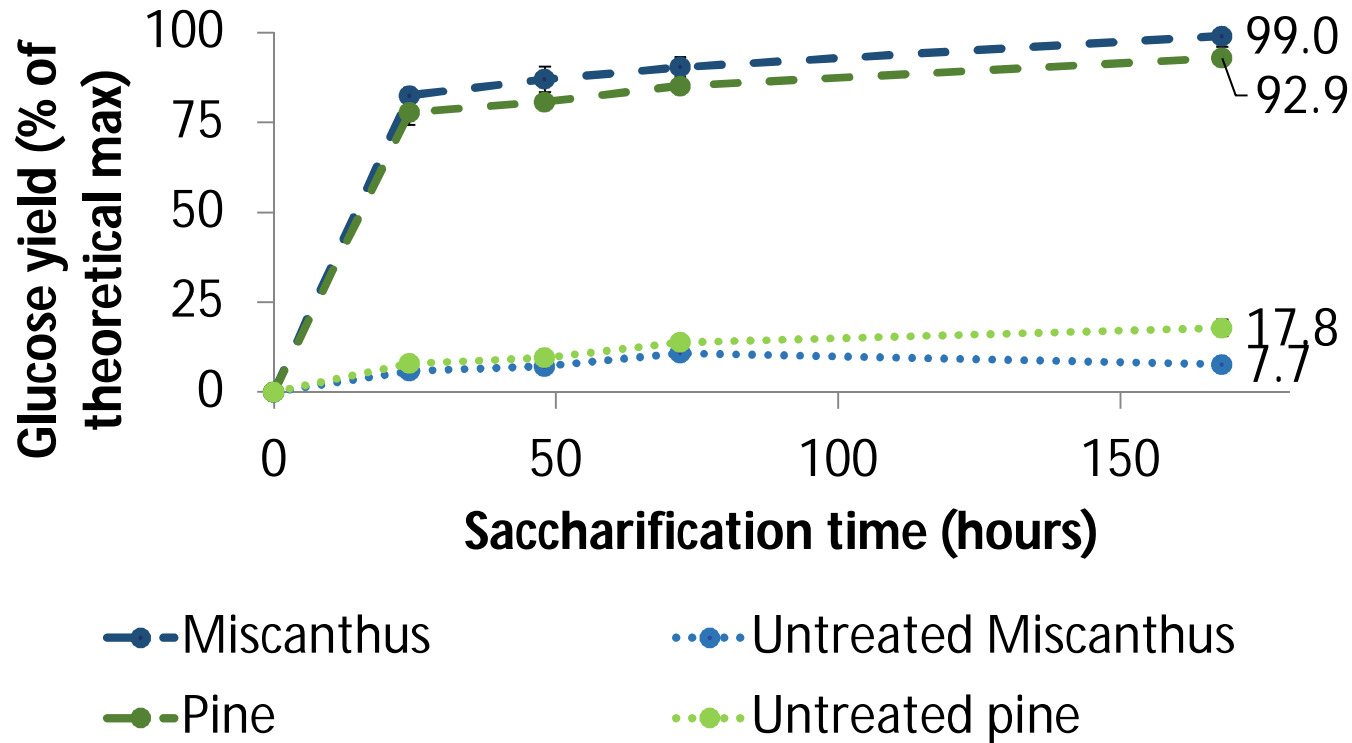 Glucose yield (% of
theoretical max)
100
75
50
25
0
99.0
92.9
17.8
7.7
0
50
100
150
Saccharification time (hours)
Miscanthus
Untreated Miscanthus
Pine
Untreated pine